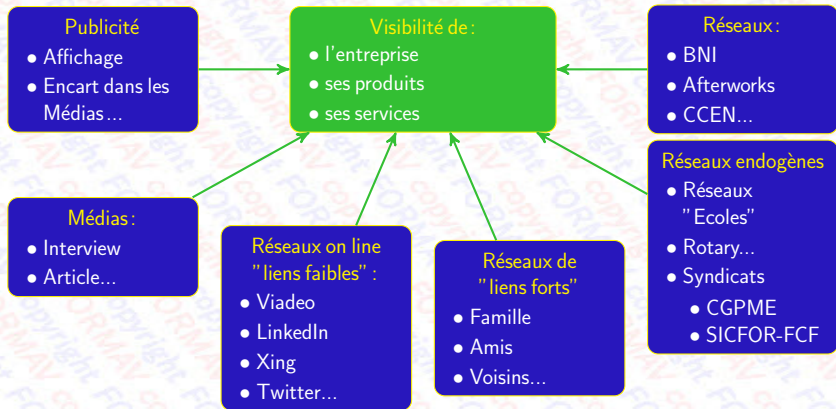 Publicité
• Affichage
• Encart dans les
Médias...
Visibilité de :
• l'entreprise
• ses produits
• ses services
Réseaux :
• BNI
• Afterworks
• CCEN...
Médias :
• Interview
• Article...
Réseaux on line
"liens faibles" :
• Viadeo
• LinkedIn
• Xing
• Twitter...
Réseaux de
"liens forts"
• Famille
• Amis
• Voisins...
Réseaux endogènes
• Réseaux
"Ecoles"
• Rotary...
• Syndicats
• CGPME
• SICFOR-FCF
copyright FORMAV